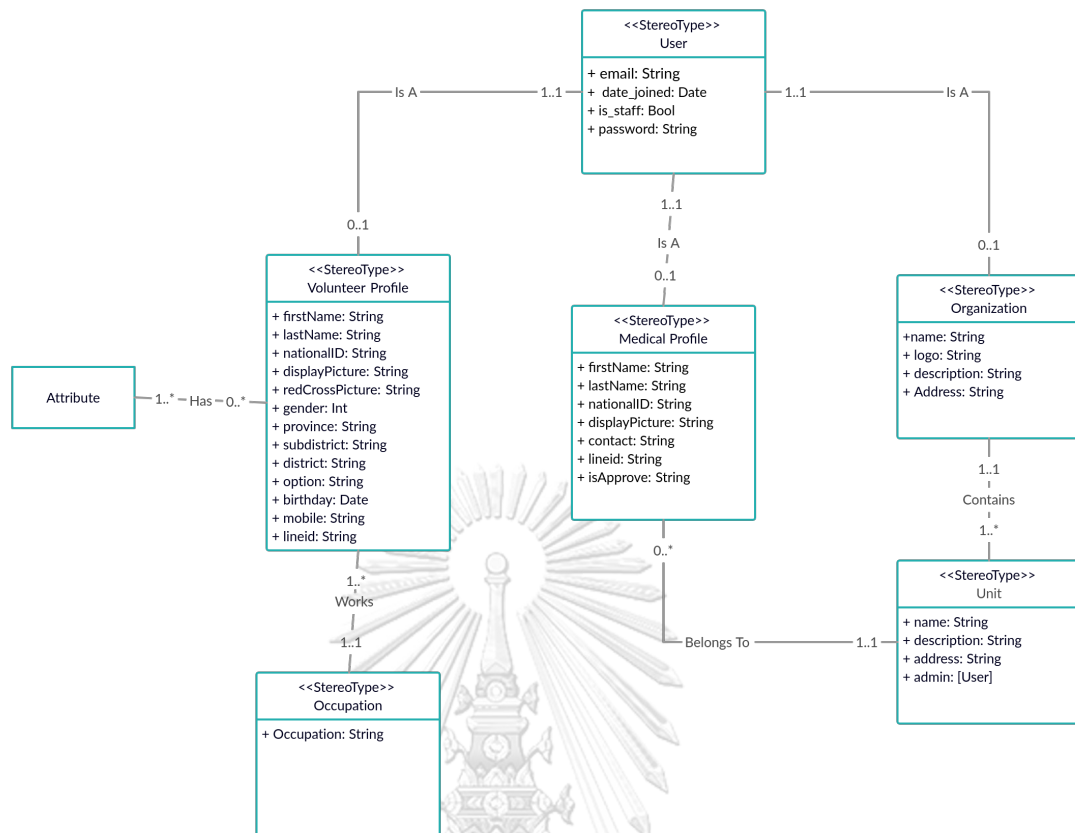 <<StereoType>>
User
+ email: String
+ date_joined: Date
+ is_staff: Bool
+ password: String
Is A
1..1
1..1
Is A
1..1
Is A
0..1
0..1
0..1
<<StereoType>>
Volunteer Profile
+ firstName: String
+ lastName: String
+ nationalID: String
+ displayPicture: String
+ redCrossPicture: String
+ gender: Int
+ province: String
+ subdistrict: String
+ district: String
+ option: String
+ birthday: Date
+ mobile: String
+ lineid: String
<<StereoType>>
Medical Profile
+ firstName: String
+ lastName: String
+ nationalID: String
+ displayPicture: String
+ contact: String
+ lineid: String
+ isApprove: String
<<StereoType>>
Organization
+name: String
+ logo: String
+ description: String
+ Address: String
Attribute
1..*
Has
0..*
1..1
Contains
1..*
0..*
Belongs To
1..1
<<StereoType>>
Unit
+ name: String
+ description: String
+ address: String
+ admin: [User]
1..*
Works
1..1
<<StereoType>>
Occupation
+ Occupation: String